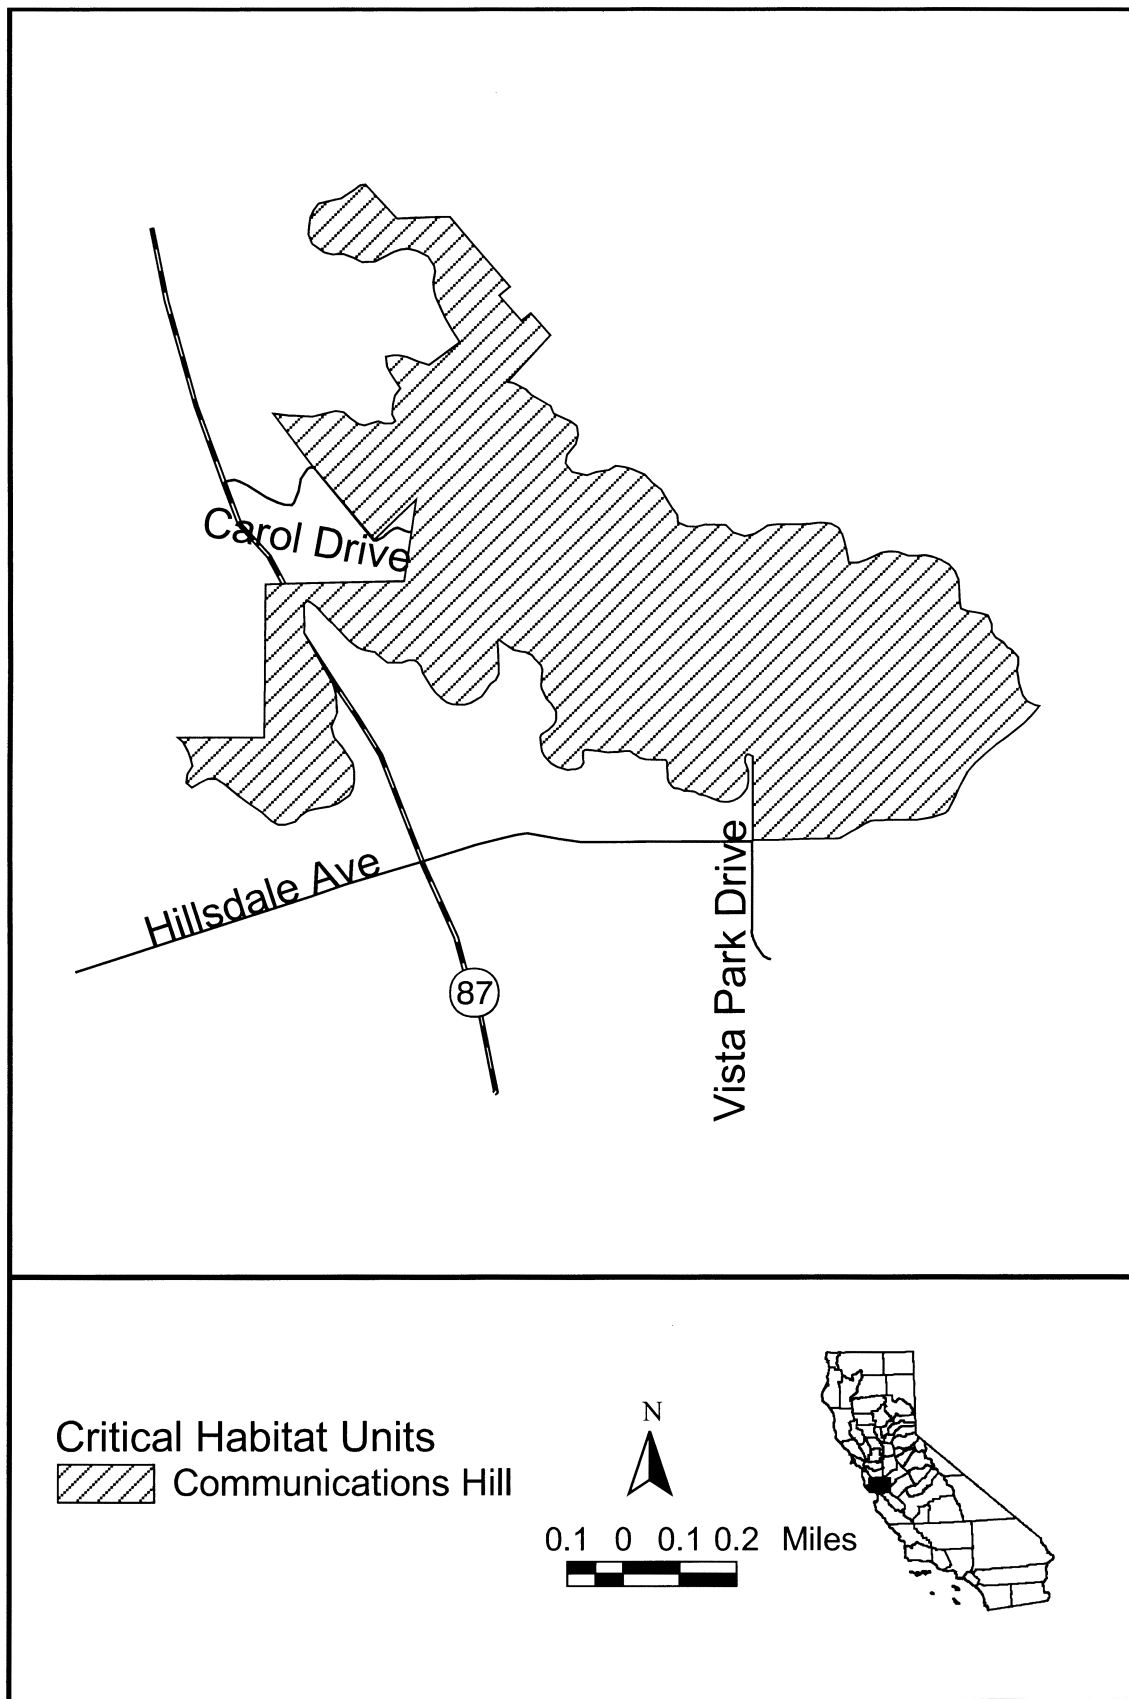 Carol Drive
Hillsdale Ave
87
Vista Park Drive
Critical Habitat Units
Communications Hill
N
0.1 0 0.1 0.2 Miles